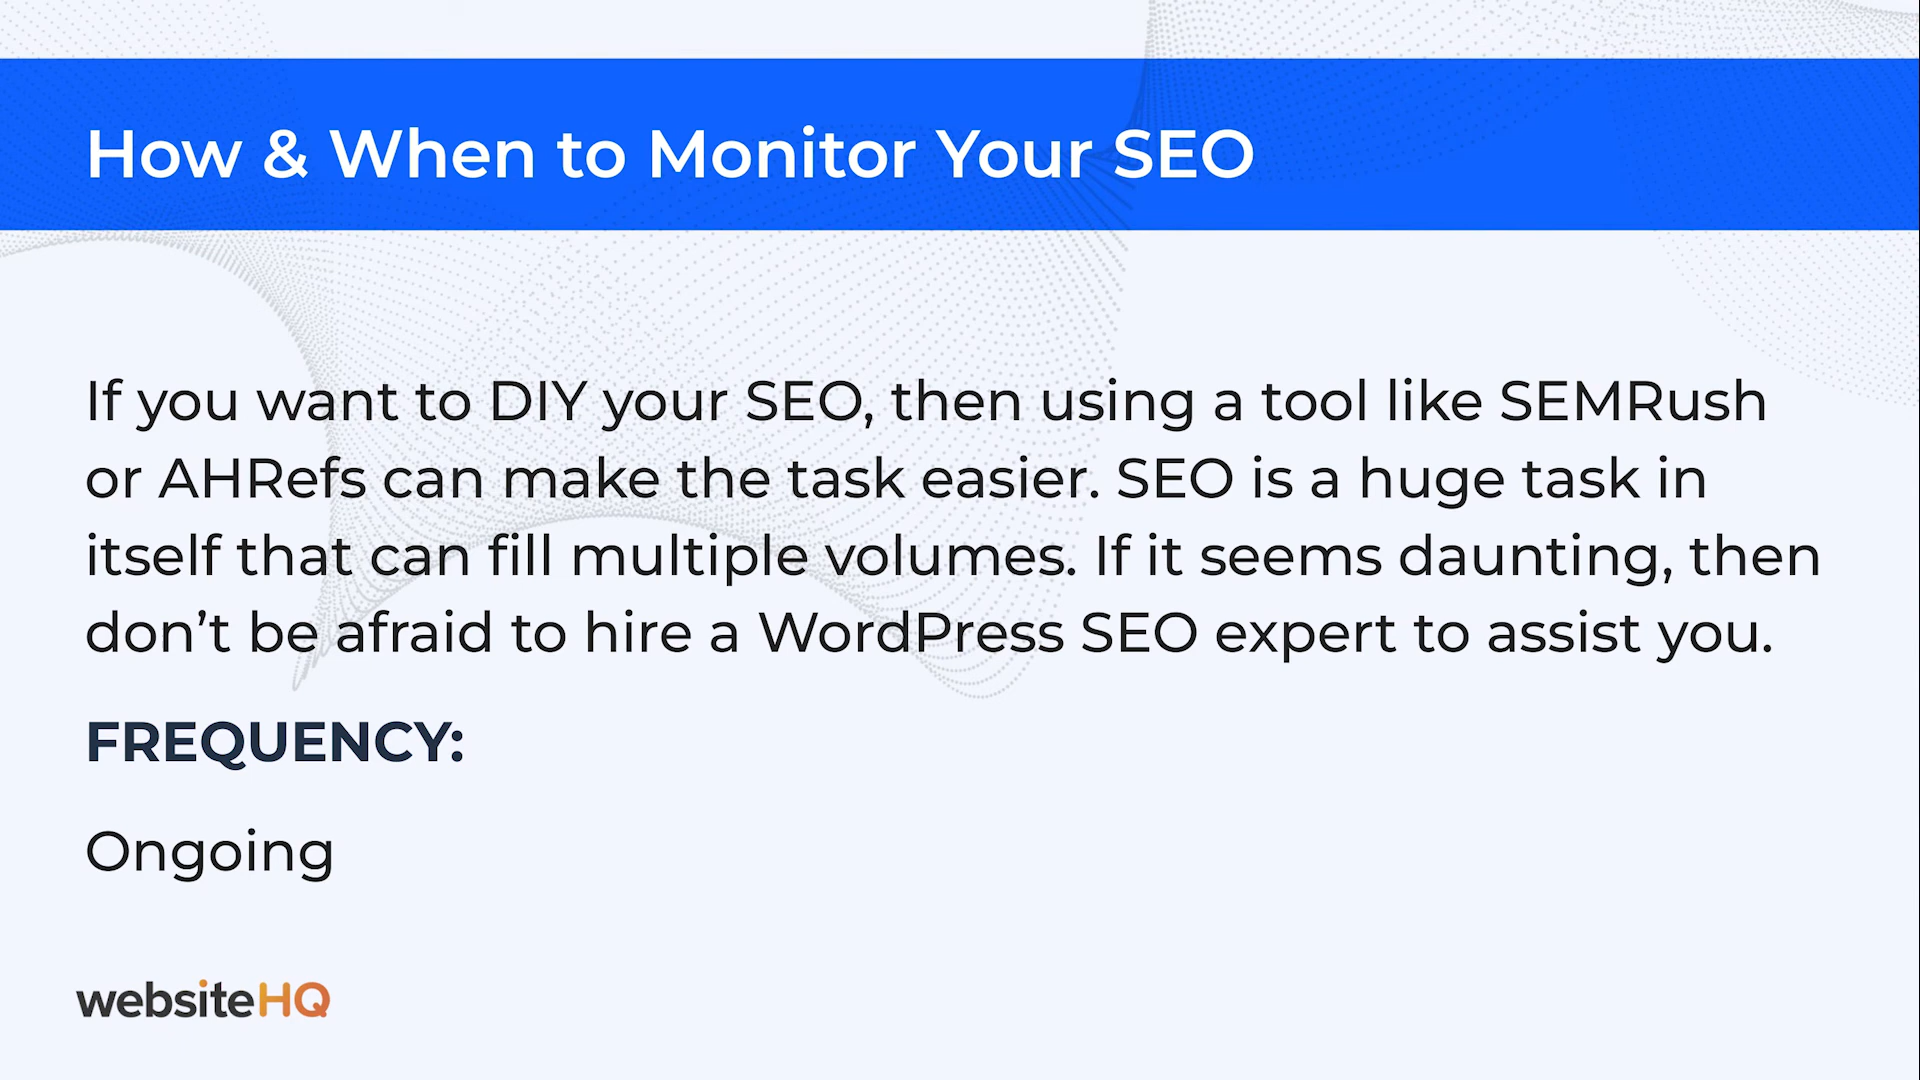 How & When to Monitor Your SEO
If you want to DIY your SEO, then using a tool like SEMRush
or AHRefs can make the task easier. SEO is a huge task in
itself that can fill multiple volumes. If it seems daunting, then
don’t be afraid to hire a WordPress SEO expert to assist you.
FREQUENCY:
Ongoing
websiteHQ